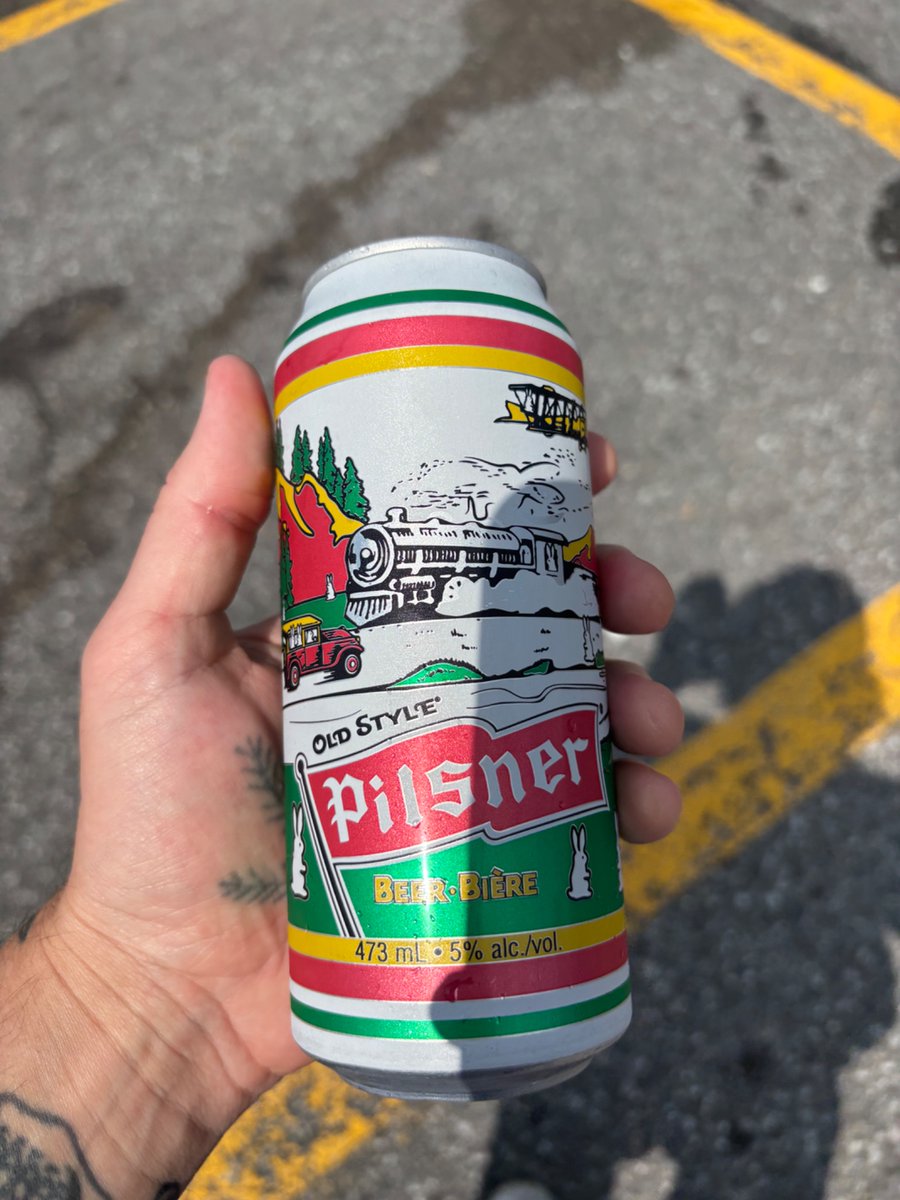 OLD STYLE®
Pilsner
BEER·BIÈRE
473 mL • 5% alc./vol.